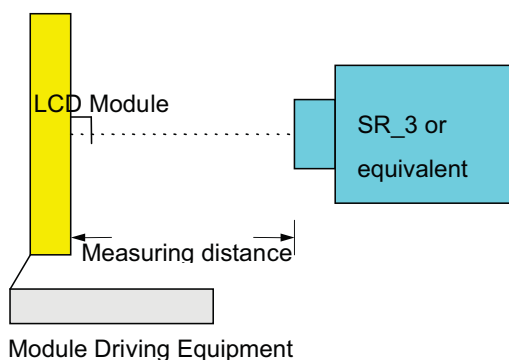 LCD Module
SR_3 or
equivalent
Measuring distance
Module Driving Equipment